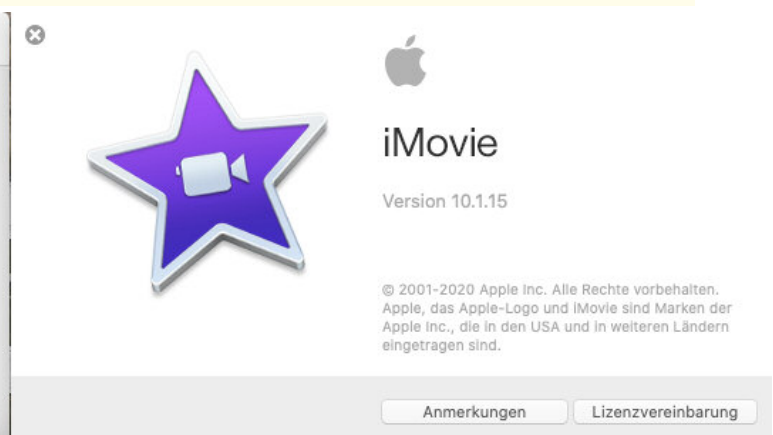 iMovie
Version 10.1.15
© 2001-2020 Apple Inc. Alle Rechte vorbehalten.
Apple, das Apple-Logo und iMovie sind Marken der
Apple Inc., die in den USA und in weiteren Ländern
eingetragen sind.
Anmerkungen
Lizenzvereinbarung